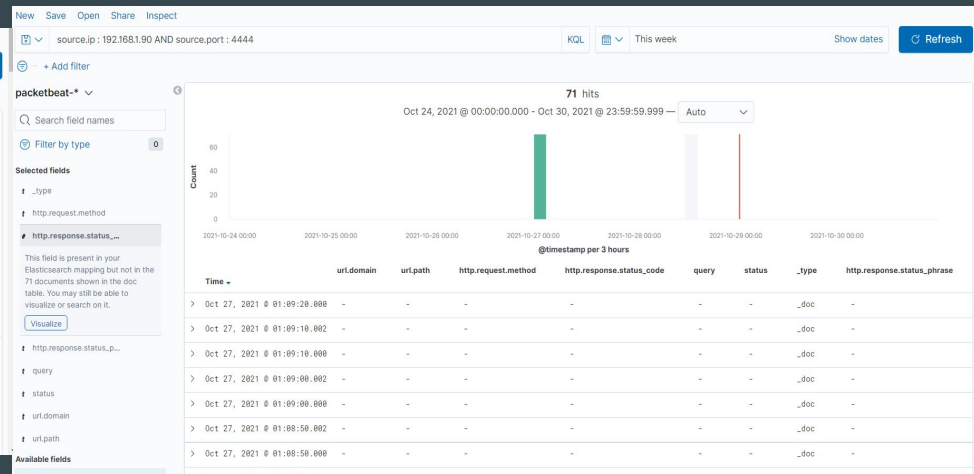 New Save Open Share Inspect
source.ip : 192.168.1.90 AND source.port : 4444 KQL This week Show dates Refresh
+ Add filter
packetbeat-*
Search field names
Filter by type 0
Selected fields
t _type
t http.request.method
# http.response.status_...
This field is present in your
Elasticsearch mapping but not in the
71 documents shown in the doc
table. You may still be able to
visualize or search on it.
Visualize
t http.response.status_p...
t query
t status
t url.domain
t url.path
Available fields
71 hits
Oct 24, 2021 @ 00:00:00.000 - Oct 30, 2021 @ 23:59:59.999 — Auto
Count
60
40
20
0
2021-10-24 00:00 2021-10-25 00:00 2021-10-26 00:00 2021-10-27 00:00 2021-10-28 00:00 2021-10-29 00:00 2021-10-30 00:00
@timestamp per 3 hours
Time url.domain url.path http.request.method http.response.status_code query status _type http.response.status_phrase
> Oct 27, 2021 @ 01:09:20.000 - - - - - - _doc -
> Oct 27, 2021 @ 01:09:10.002 - - - - - - _doc -
> Oct 27, 2021 @ 01:09:10.000 - - - - - - _doc -
> Oct 27, 2021 @ 01:09:00.002 - - - - - - _doc -
> Oct 27, 2021 @ 01:09:00.000 - - - - - - _doc -
> Oct 27, 2021 @ 01:08:50.002 - - - - - - _doc -
> Oct 27, 2021 @ 01:08:50.000 - - - - - - _doc -